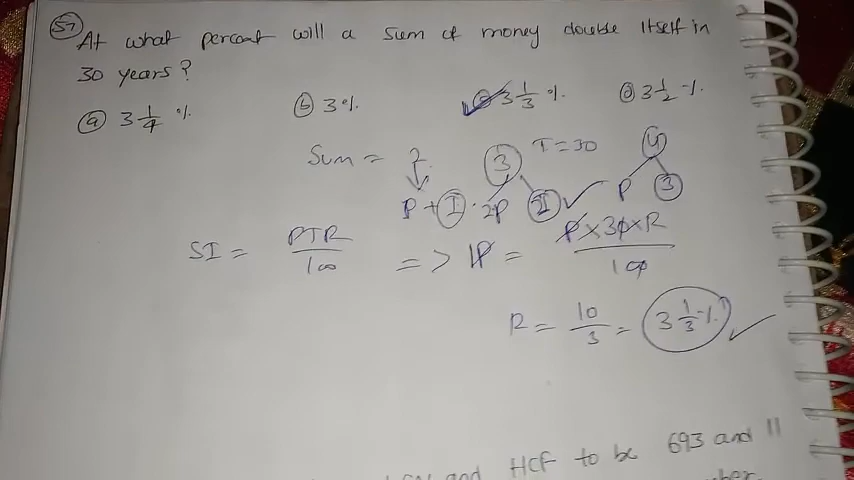 57 At what percent will a sum of money double itself in
30 years?
(a) 3 1/4 % (b) 3% (c) 3 1/3 % (d) 3 1/2 %
Sum = 2 3 T = 30 4
P + I · 2P 2I P 3
SI = PTR/100 => 1P = P×30×R/100
R = 10/3 = 3 1/3 %
and HCF to be 693 and 11